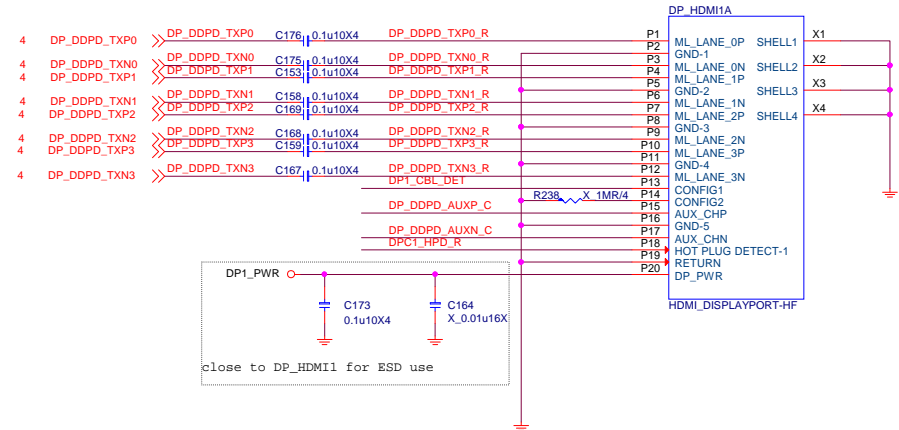 DP_HDMI1A
4 DP_DDPD_TXP0 DP_DDPD_TXP0 C176 0.1u10X4 DP_DDPD_TXP0_R P1 ML_LANE_0P SHELL1 X1
P2 GND-1
4 DP_DDPD_TXN0 DP_DDPD_TXN0 C175 0.1u10X4 DP_DDPD_TXN0_R P3 ML_LANE_0N SHELL2 X2
4 DP_DDPD_TXP1 DP_DDPD_TXP1 C153 0.1u10X4 DP_DDPD_TXP1_R P4 ML_LANE_1P
P5 GND-2 SHELL3 X3
4 DP_DDPD_TXN1 DP_DDPD_TXN1 C158 0.1u10X4 DP_DDPD_TXN1_R P6 ML_LANE_1N
4 DP_DDPD_TXP2 DP_DDPD_TXP2 C169 0.1u10X4 DP_DDPD_TXP2_R P7 ML_LANE_2P SHELL4 X4
P8 GND-3
4 DP_DDPD_TXN2 DP_DDPD_TXN2 C168 0.1u10X4 DP_DDPD_TXN2_R P9 ML_LANE_2N
4 DP_DDPD_TXP3 DP_DDPD_TXP3 C159 0.1u10X4 DP_DDPD_TXP3_R P10 ML_LANE_3P
P11 GND-4
4 DP_DDPD_TXN3 DP_DDPD_TXN3 C167 0.1u10X4 DP_DDPD_TXN3_R P12 ML_LANE_3N
DP1_CBL_DET P13 CONFIG1
R238 X_1MR/4 P14 CONFIG2
DP_DDPD_AUXP_C P15 AUX_CHP
P16 GND-5
DP_DDPD_AUXN_C P17 AUX_CHN
DPC1_HPD_R P18 HOT PLUG DETECT-1
P19 RETURN
DP1_PWR P20 DP_PWR
C173 0.1u10X4
C164 X_0.01u16X
HDMI_DISPLAYPORT-HF
close to DP_HDMI1 for ESD use